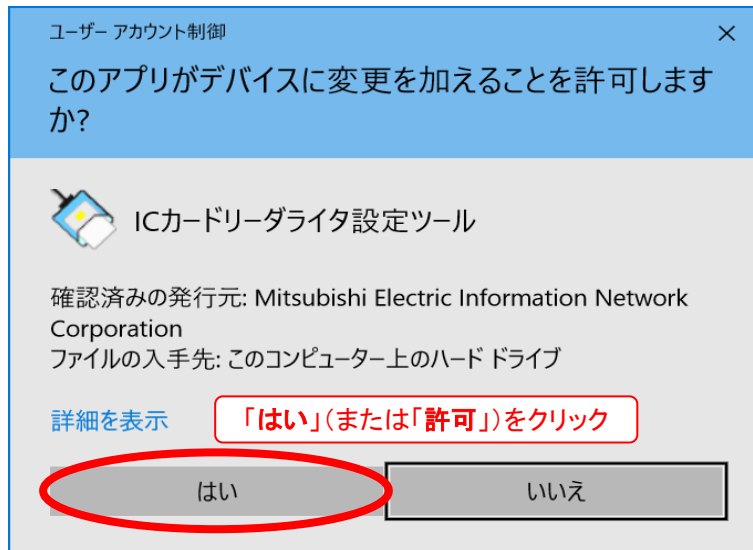 ユーザー アカウント制御
このアプリがデバイスに変更を加えることを許可します
か?
ICカードリーダライタ設定ツール
確認済みの発行元: Mitsubishi Electric Information Network
Corporation
ファイルの入手先: このコンピューター上のハード ドライブ
詳細を表示
「はい」(または「許可」)をクリック
はい
いいえ